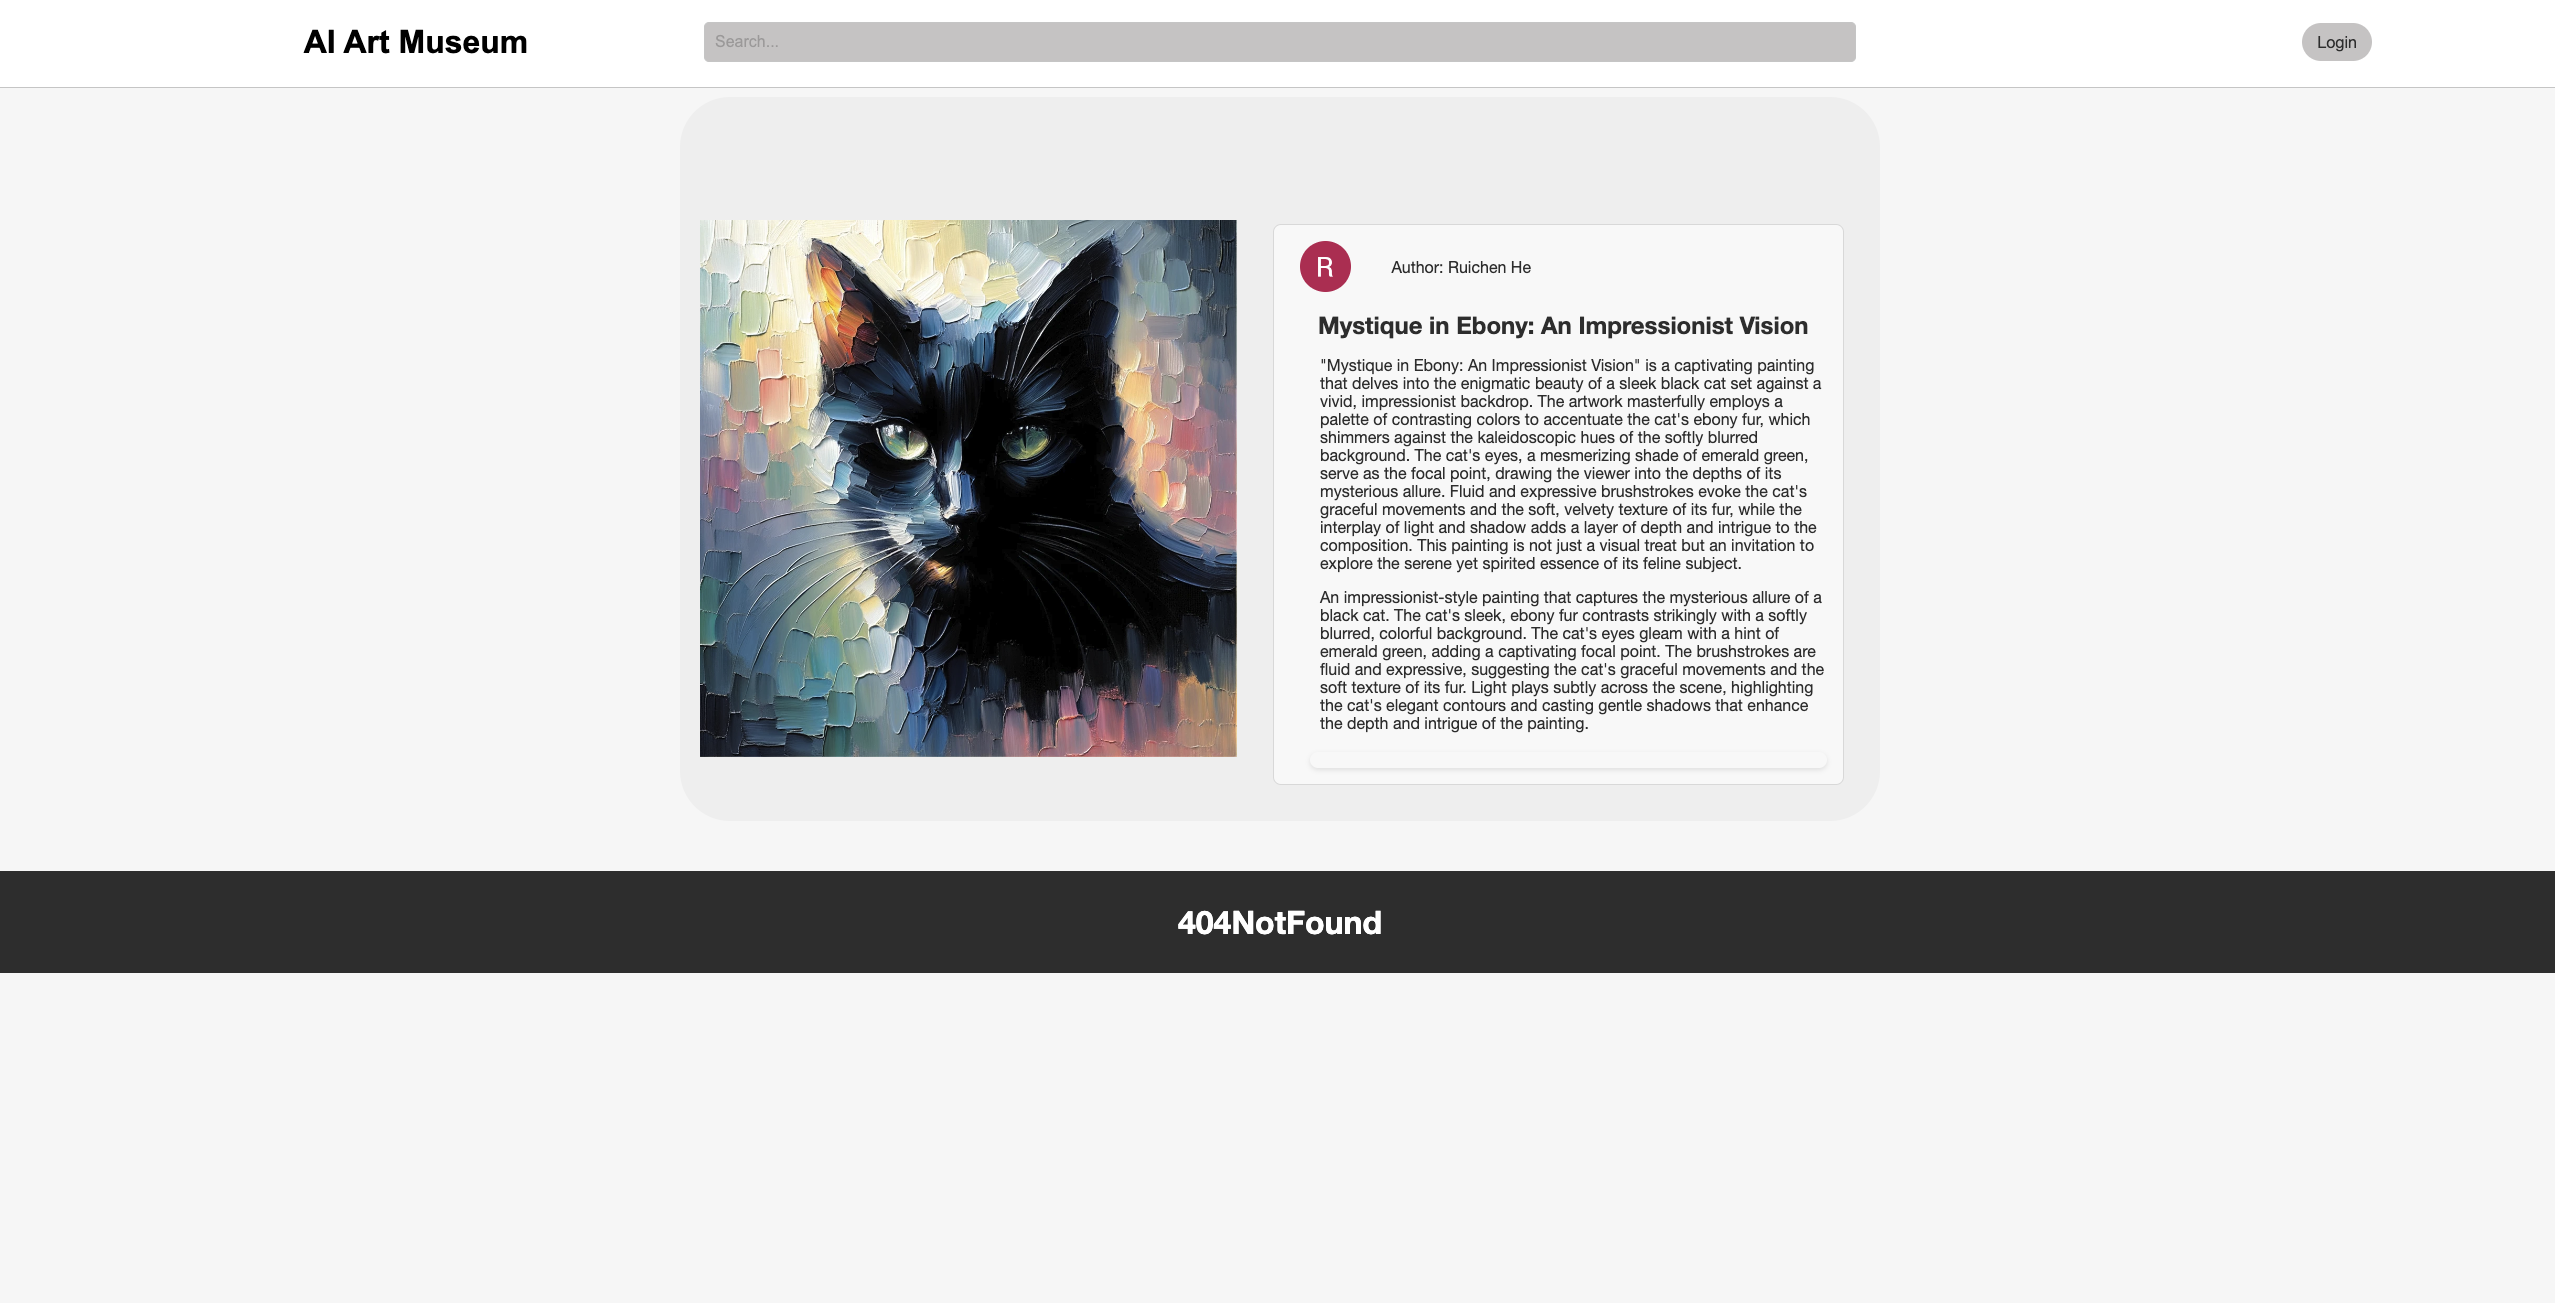 AI Art Museum
Search...
Login
R
Author: Ruichen He
Mystique in Ebony: An Impressionist Vision
"Mystique in Ebony: An Impressionist Vision" is a captivating painting
that delves into the enigmatic beauty of a sleek black cat set against a
vivid, impressionist backdrop. The artwork masterfully employs a
palette of contrasting colors to accentuate the cat's ebony fur, which
shimmers against the kaleidoscopic hues of the softly blurred
background. The cat's eyes, a mesmerizing shade of emerald green,
serve as the focal point, drawing the viewer into the depths of its
mysterious allure. Fluid and expressive brushstrokes evoke the cat's
graceful movements and the soft, velvety texture of its fur, while the
interplay of light and shadow adds a layer of depth and intrigue to the
composition. This painting is not just a visual treat but an invitation to
explore the serene yet spirited essence of its feline subject.
An impressionist-style painting that captures the mysterious allure of a
black cat. The cat's sleek, ebony fur contrasts strikingly with a softly
blurred, colorful background. The cat's eyes gleam with a hint of
emerald green, adding a captivating focal point. The brushstrokes are
fluid and expressive, suggesting the cat's graceful movements and the
soft texture of its fur. Light plays subtly across the scene, highlighting
the cat's elegant contours and casting gentle shadows that enhance
the depth and intrigue of the painting.
404NotFound